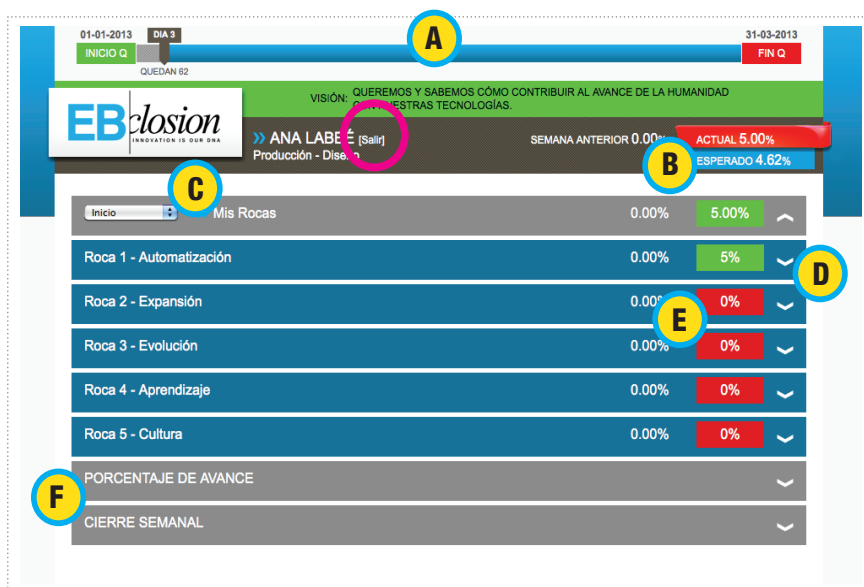 01-01-2013 DIA 3 31-03-2013
INICIO Q A FIN Q
QUEDAN 62
VISIÓN: QUEREMOS Y SABEMOS CÓMO CONTRIBUIR AL AVANCE DE LA HUMANIDAD
NUESTRAS TECNOLOGÍAS.
EBclosion
INNOVATION IS OUR DNA
» ANA LABBÉ [Salir] SEMANA ANTERIOR 0.00% ACTUAL 5.00%
Producción - Diseño B ESPERADO 4.62%
C
Inicio Mis Rocas 0.00% 5.00%
Roca 1 - Automatización 0.00% 5%
D
Roca 2 - Expansión 0.00% 0%
E
Roca 3 - Evolución 0.00% 0%
Roca 4 - Aprendizaje 0.00% 0%
Roca 5 - Cultura 0.00% 0%
PORCENTAJE DE AVANCE
F
CIERRE SEMANAL